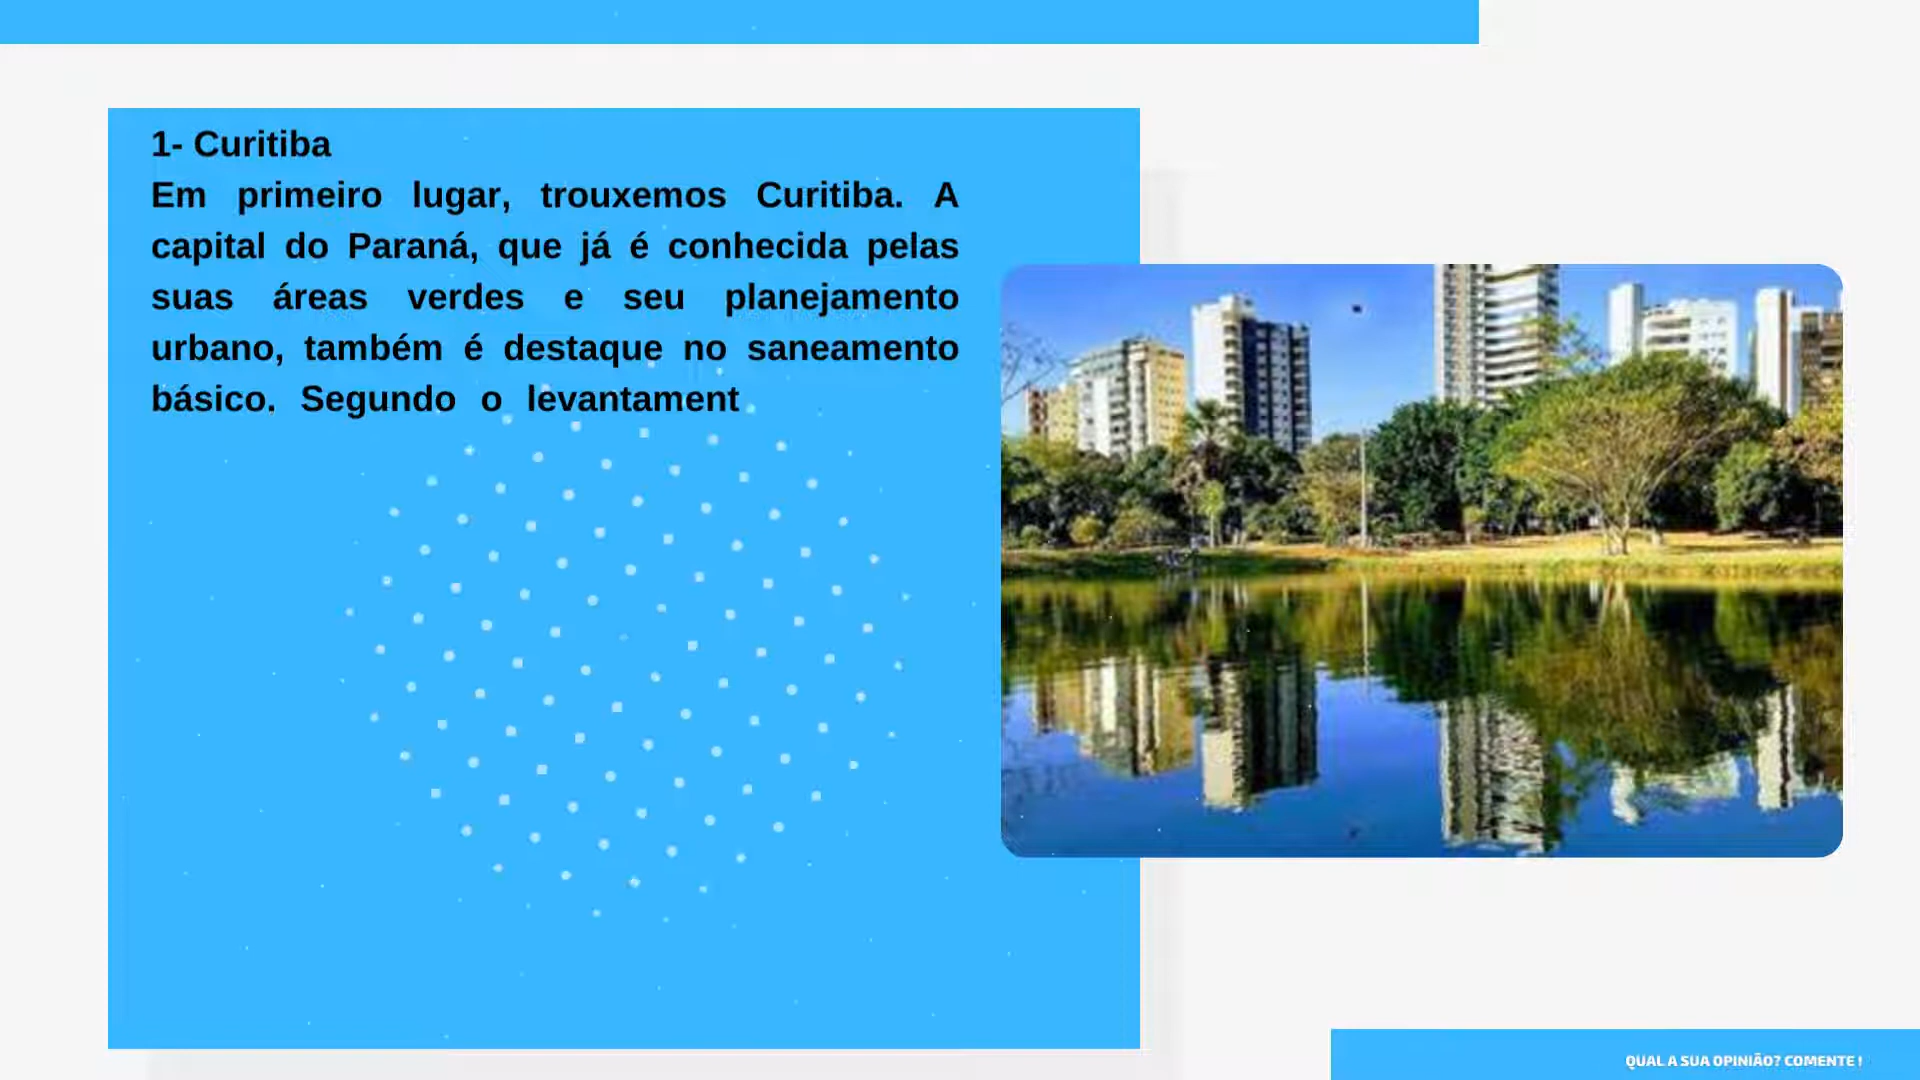 1- Curitiba
Em primeiro lugar, trouxemos Curitiba. A
capital do Paraná, que já é conhecida pelas
suas áreas verdes e seu planejamento
urbano, também é destaque no saneamento
básico. Segundo o levantament
QUAL A SUA OPINIÃO? COMENTE !